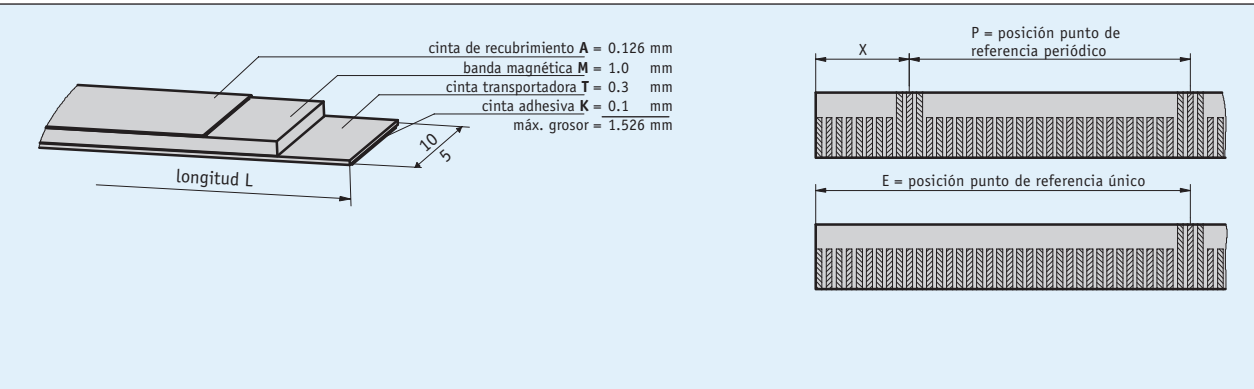 cinta de recubrimiento A = 0.126 mm
banda magnética M = 1.0 mm
cinta transportadora T = 0.3 mm
cinta adhesiva K = 0.1 mm
máx. grosor = 1.526 mm
10
5
longitud L
P = posición punto de
referencia periódico
X
E = posición punto de referencia único